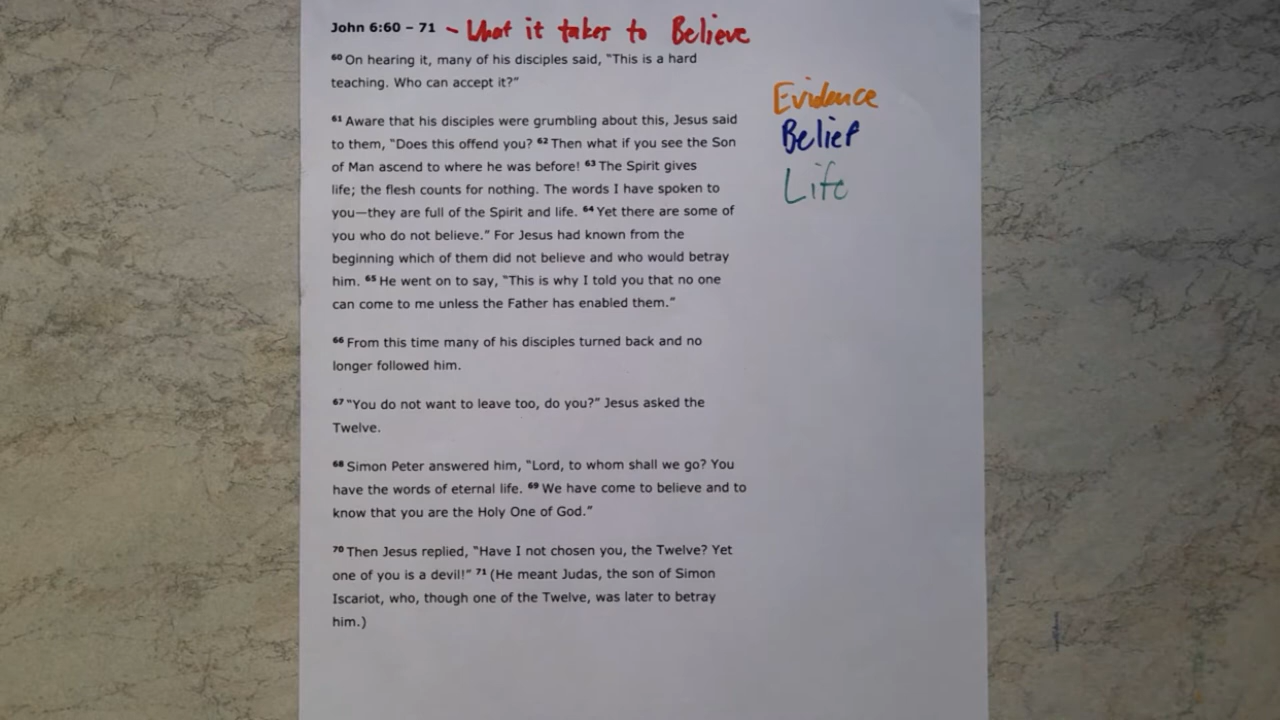 John 6:60 – 71 ~ What it takes to Believe
60 On hearing it, many of his disciples said, "This is a hard
teaching. Who can accept it?"
Evidence
Belief
Life
61 Aware that his disciples were grumbling about this, Jesus said
to them, "Does this offend you? 62 Then what if you see the Son
of Man ascend to where he was before! 63 The Spirit gives
life; the flesh counts for nothing. The words I have spoken to
you—they are full of the Spirit and life. 64 Yet there are some of
you who do not believe." For Jesus had known from the
beginning which of them did not believe and who would betray
him. 65 He went on to say, "This is why I told you that no one
can come to me unless the Father has enabled them."
66 From this time many of his disciples turned back and no
longer followed him.
67 "You do not want to leave too, do you?" Jesus asked the
Twelve.
68 Simon Peter answered him, "Lord, to whom shall we go? You
have the words of eternal life. 69 We have come to believe and to
know that you are the Holy One of God."
70 Then Jesus replied, "Have I not chosen you, the Twelve? Yet
one of you is a devil!" 71 (He meant Judas, the son of Simon
Iscariot, who, though one of the Twelve, was later to betray
him.)